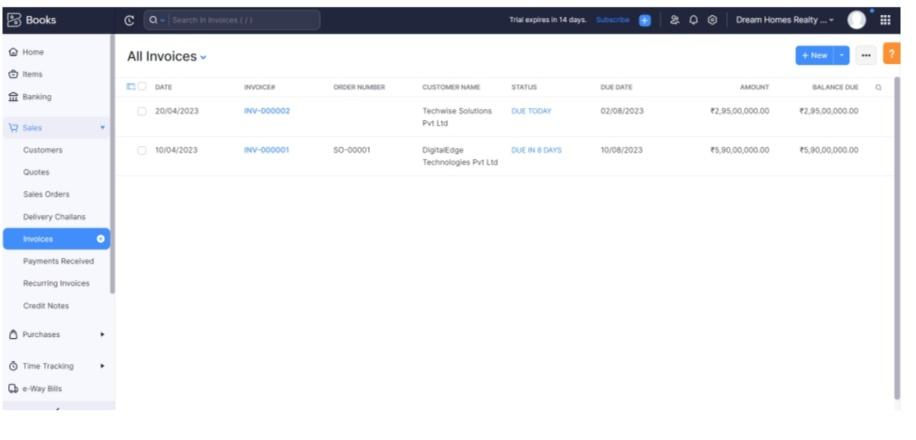 Books
Search in Invoices ( / )
Trial expires in 14 days. Subscribe
Dream Homes Realty ...
Home
Items
Banking
Sales
Customers
Quotes
Sales Orders
Delivery Challans
Invoices
Payments Received
Recurring Invoices
Credit Notes
Purchases
Time Tracking
e-Way Bills
All Invoices
+ New
?
DATE INVOICE# ORDER NUMBER CUSTOMER NAME STATUS DUE DATE AMOUNT BALANCE DUE
20/04/2023 INV-000002 Techwise Solutions DUE TODAY 02/08/2023 ₹2,95,00,000.00 ₹2,95,00,000.00
Pvt Ltd
10/04/2023 INV-000001 SO-00001 DigitalEdge DUE IN 8 DAYS 10/08/2023 ₹5,90,00,000.00 ₹5,90,00,000.00
Technologies Pvt Ltd